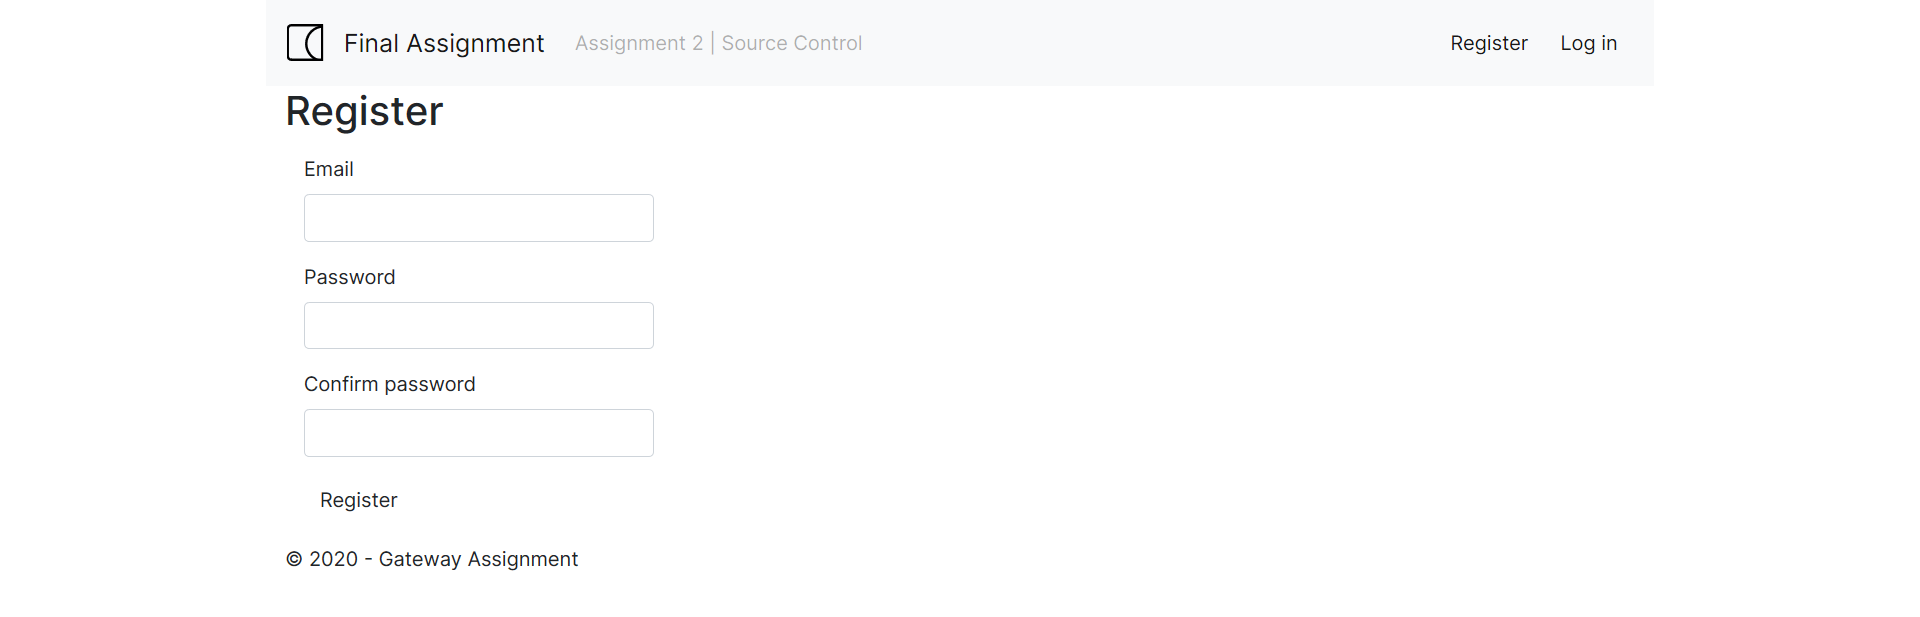 Final Assignment Assignment 2 | Source Control Register Log in
Register
Email
Password
Confirm password
Register
© 2020 - Gateway Assignment